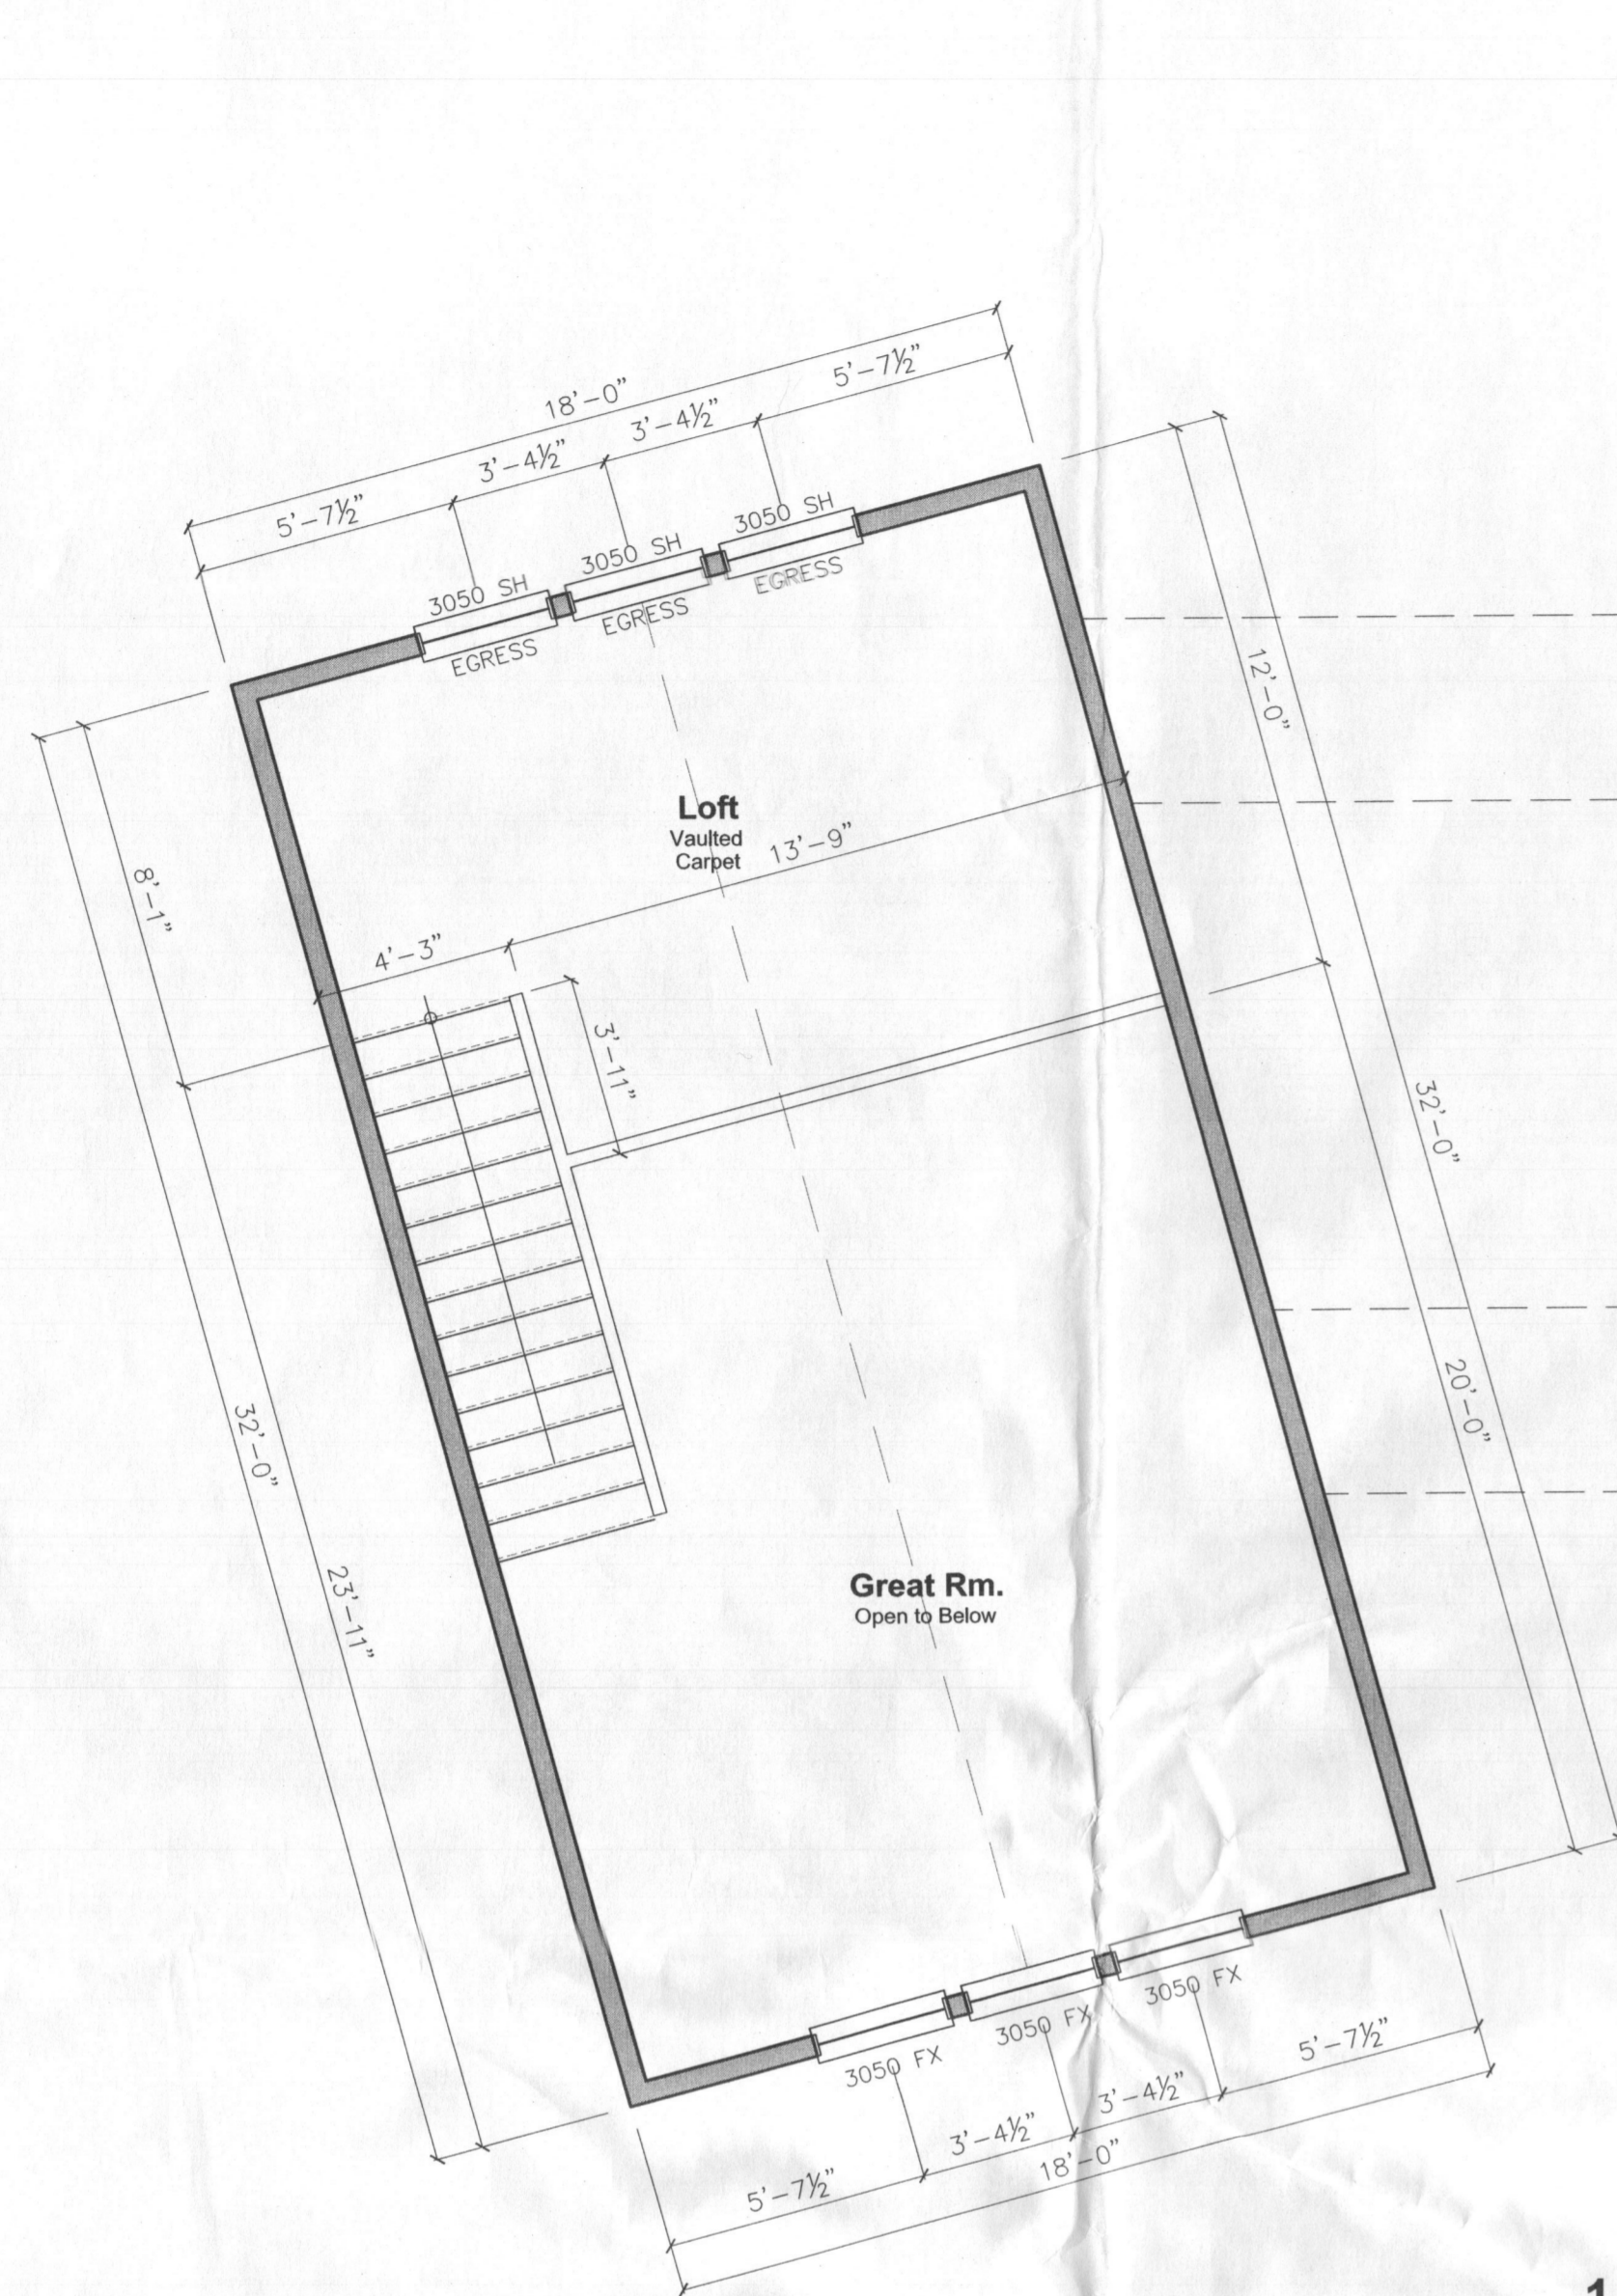 18'-0"
5'-7½"
3'-4½"
3'-4½"
5'-7½"
3050 SH
3050 SH
3050 SH
EGRESS
EGRESS
EGRESS
12'-0"
32'-0"
20'-0"
8'-1"
32'-0"
23'-11"
Loft
Vaulted
Carpet
13'-9"
4'-3"
3'-11"
Great Rm.
Open to Below
3050 FX
3050 FX
3050 FX
5'-7½"
3'-4½"
3'-4½"
5'-7½"
18'-0"